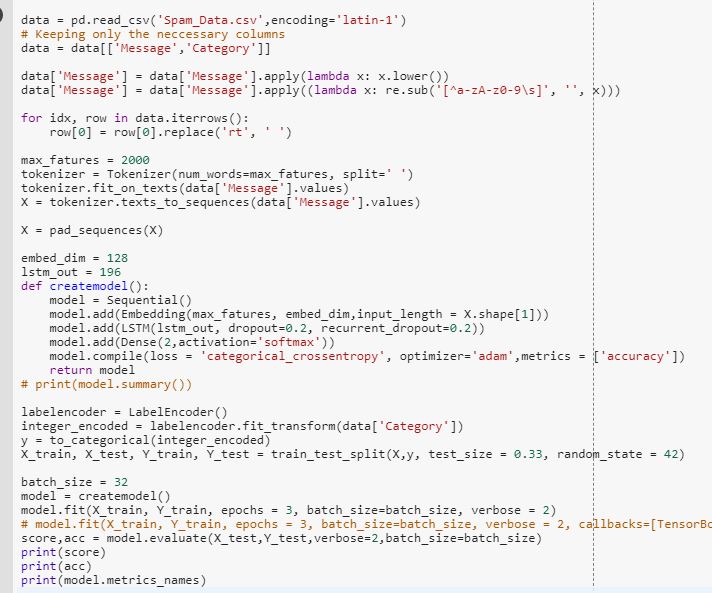 data = pd.read_csv('Spam_Data.csv',encoding='latin-1')
# Keeping only the neccessary columns
data = data[['Message','Category']]
data['Message'] = data['Message'].apply(lambda x: x.lower())
data['Message'] = data['Message'].apply((lambda x: re.sub('[^a-zA-z0-9\s]', '', x)))
for idx, row in data.iterrows():
    row[0] = row[0].replace('rt', ' ')
max_fatures = 2000
tokenizer = Tokenizer(num_words=max_fatures, split=' ')
tokenizer.fit_on_texts(data['Message'].values)
X = tokenizer.texts_to_sequences(data['Message'].values)
X = pad_sequences(X)
embed_dim = 128
lstm_out = 196
def createmodel():
    model = Sequential()
    model.add(Embedding(max_fatures, embed_dim,input_length = X.shape[1]))
    model.add(LSTM(lstm_out, dropout=0.2, recurrent_dropout=0.2))
    model.add(Dense(2,activation='softmax'))
    model.compile(loss = 'categorical_crossentropy', optimizer='adam',metrics = ['accuracy'])
    return model
# print(model.summary())
labelencoder = LabelEncoder()
integer_encoded = labelencoder.fit_transform(data['Category'])
y = to_categorical(integer_encoded)
X_train, X_test, Y_train, Y_test = train_test_split(X,y, test_size = 0.33, random_state = 42)
batch_size = 32
model = createmodel()
model.fit(X_train, Y_train, epochs = 3, batch_size=batch_size, verbose = 2)
# model.fit(X_train, Y_train, epochs = 3, batch_size=batch_size, verbose = 2, callbacks=[TensorBo
score,acc = model.evaluate(X_test,Y_test,verbose=2,batch_size=batch_size)
print(score)
print(acc)
print(model.metrics_names)